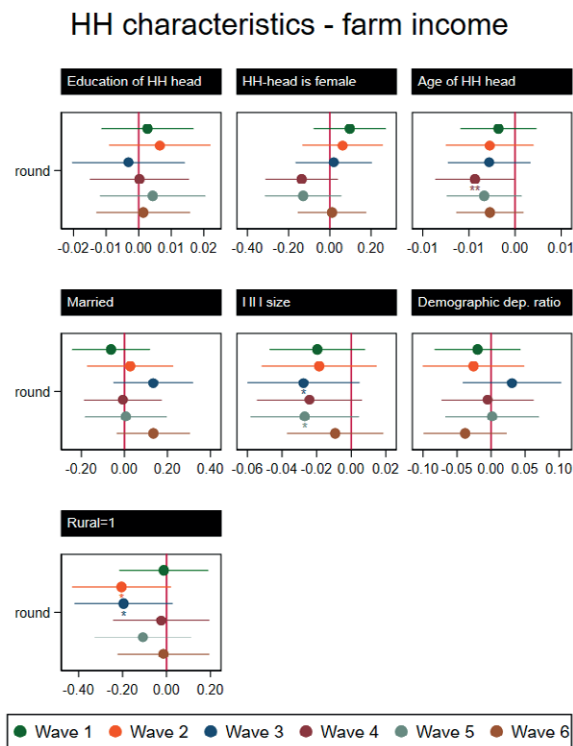 HH characteristics - farm income
Education of HH head
HH-head is female
Age of HH head
round
**
-0.02 -0.01 0.00 0.01 0.02
-0.40 -0.20 0.00 0.20
-0.01 -0.01 0.00 0.01
Married
I II I size
Demographic dep. ratio
round
*
*
-0.20 0.00 0.20 0.40
-0.06 -0.04 -0.02 0.00 0.02
-0.10 -0.05 0.00 0.05 0.10
Rural=1
*
round
*
-0.40 -0.20 0.00 0.20
Wave 1 Wave 2 Wave 3 Wave 4 Wave 5 Wave 6